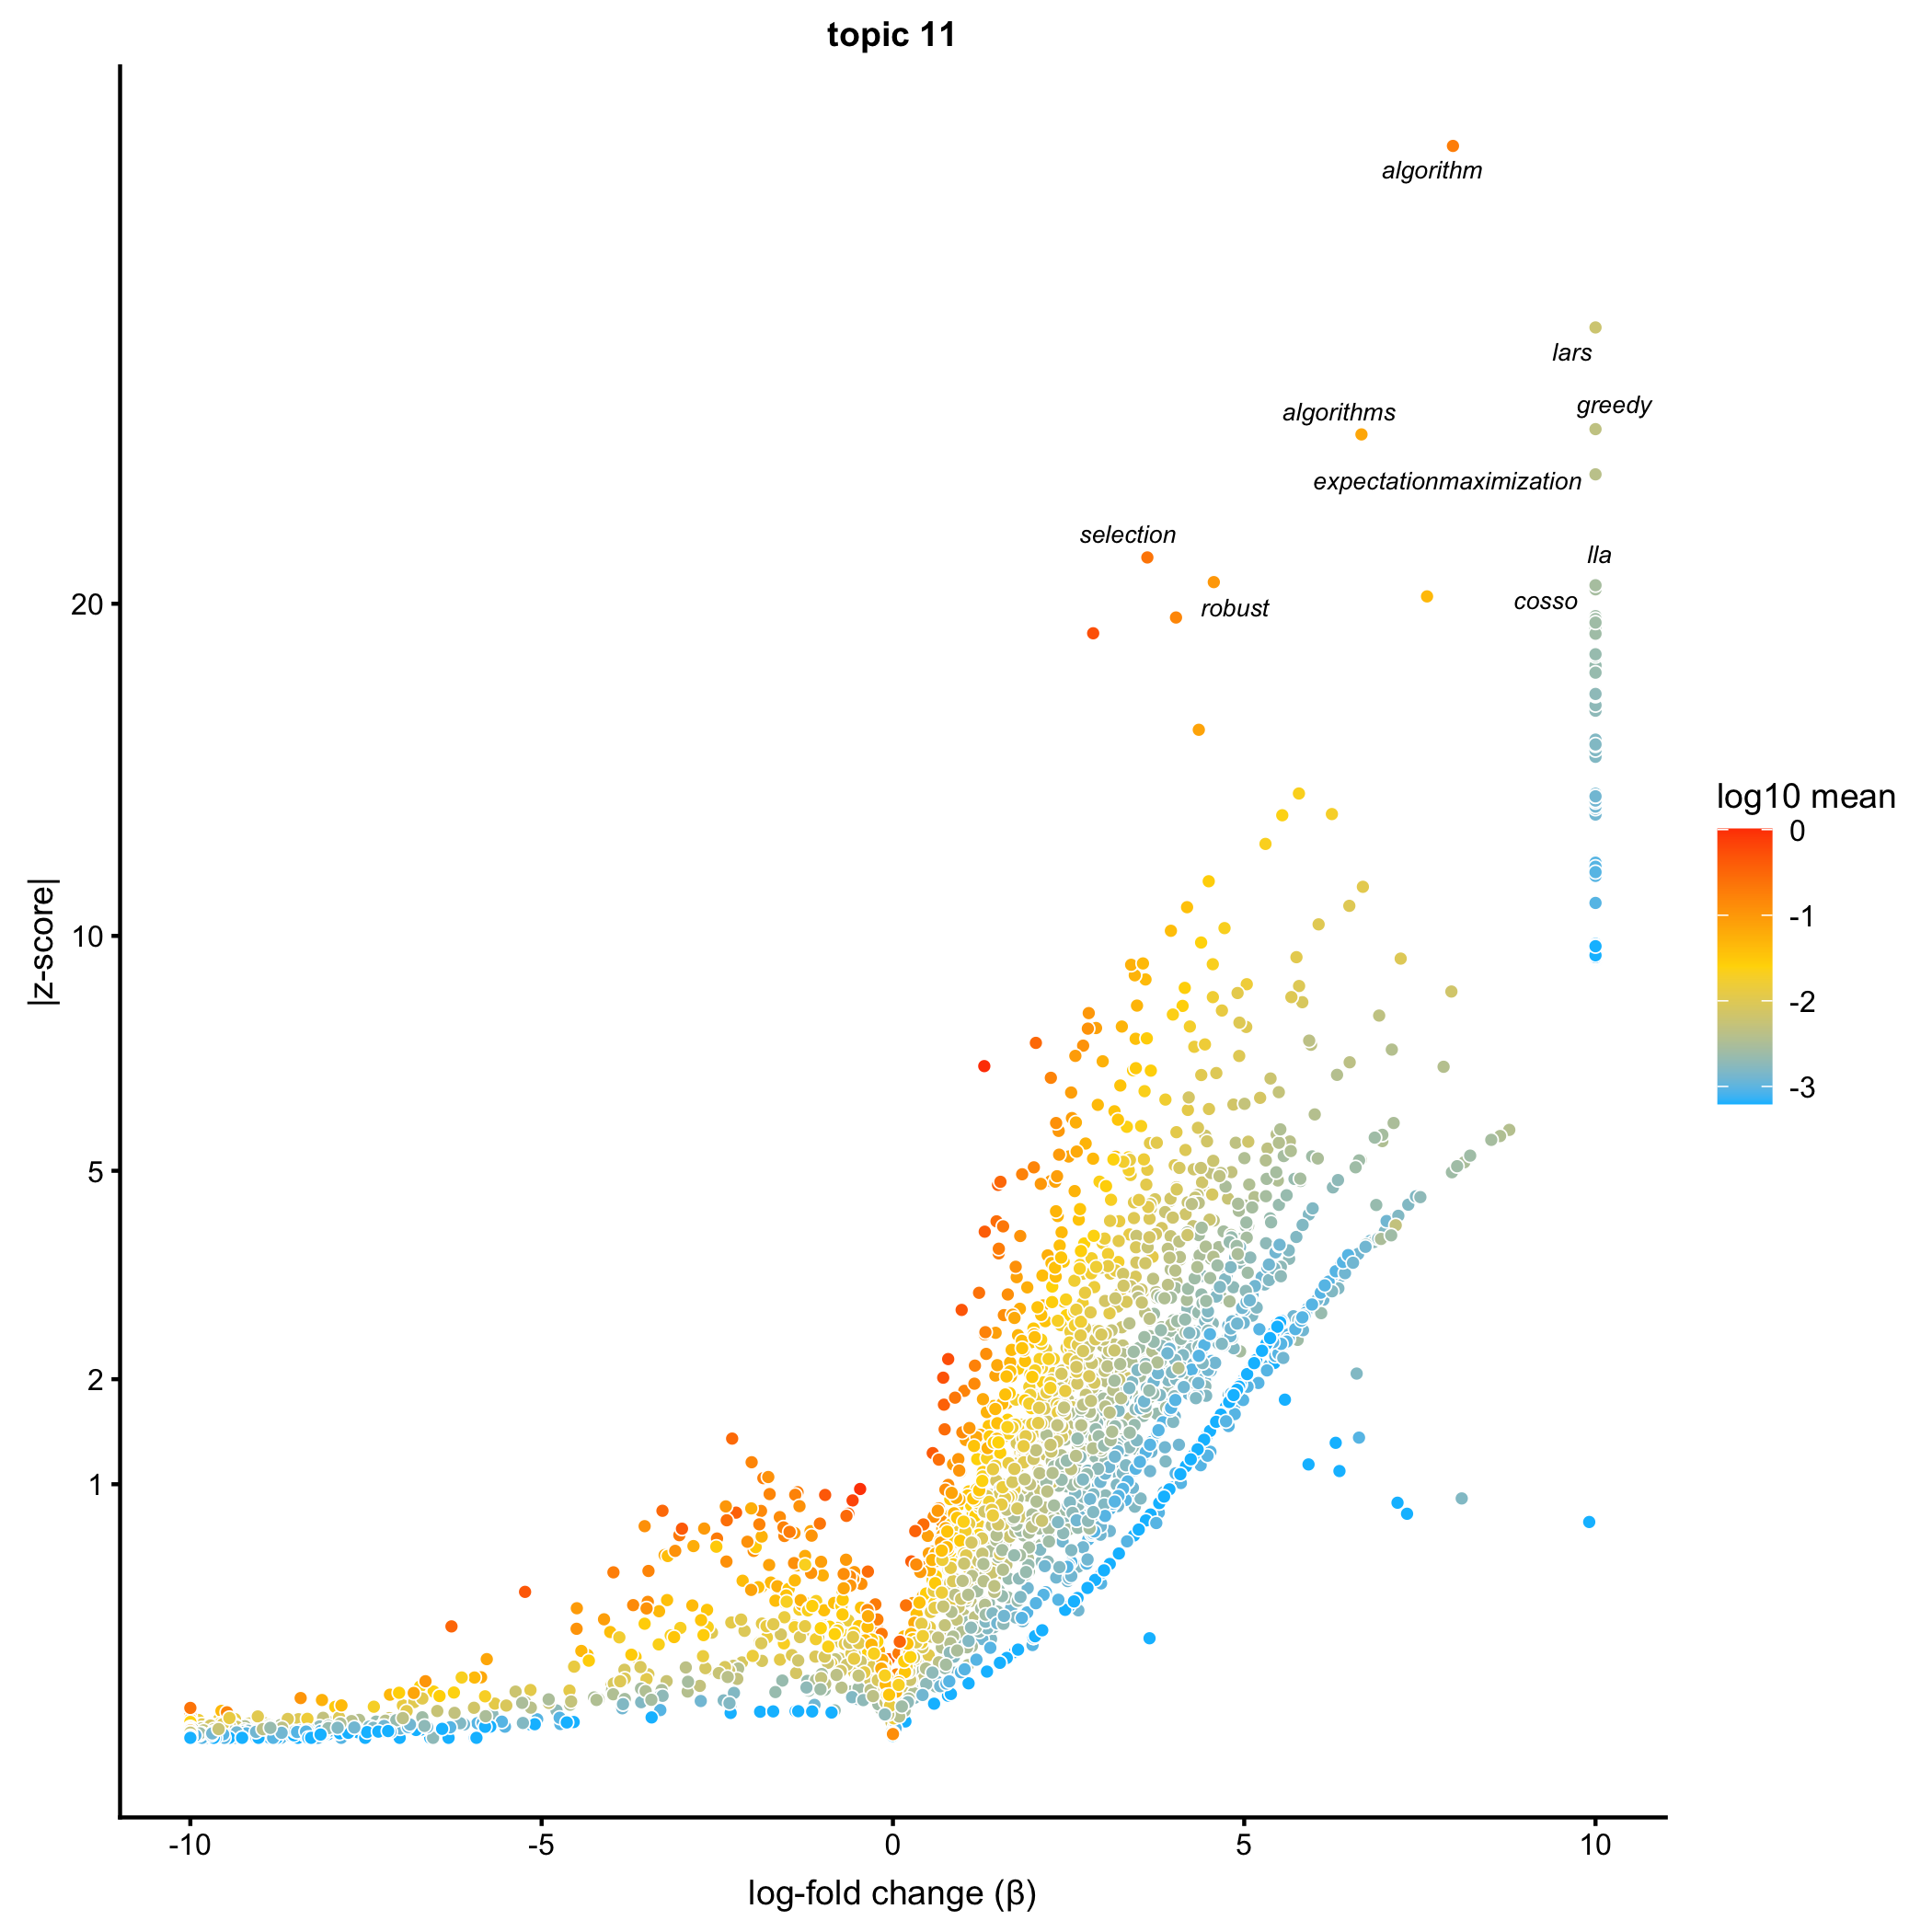 topic 11
algorithm
lars
greedy
algorithms
expectationmaximization
selection
lla
cosso
robust
|z-score|
20
10
5
2
1
-10
-5
0
5
10
log-fold change (β)
log10 mean
0
-1
-2
-3